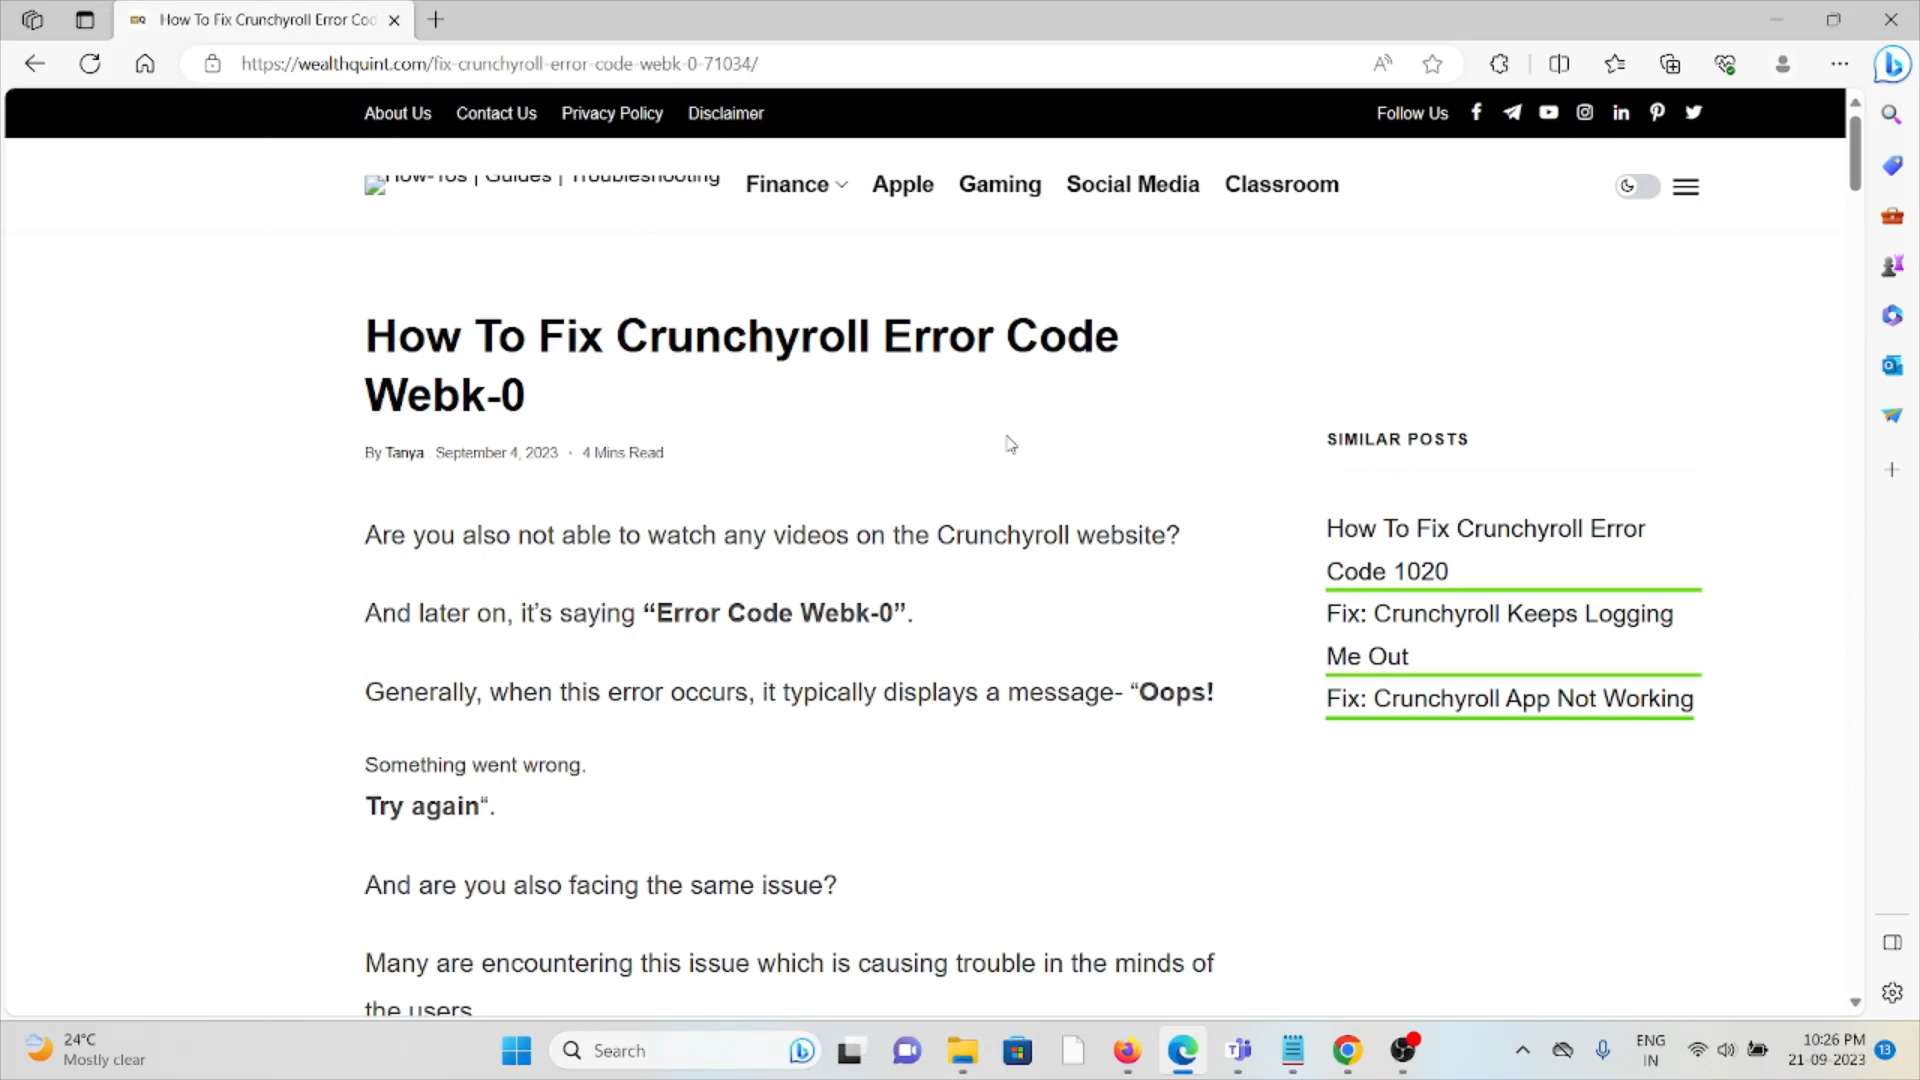 How To Fix Crunchyroll Error Cod
https://wealthquint.com/fix-crunchyroll-error-code-webk-0-71034/
About Us Contact Us Privacy Policy Disclaimer Follow Us
How-Tos | Guides | Troubleshooting Finance Apple Gaming Social Media Classroom
How To Fix Crunchyroll Error Code
Webk-0
By Tanya September 4, 2023 · 4 Mins Read
SIMILAR POSTS
Are you also not able to watch any videos on the Crunchyroll website?
And later on, it’s saying “Error Code Webk-0”.
Generally, when this error occurs, it typically displays a message- “Oops!
Something went wrong.
Try again“.
And are you also facing the same issue?
Many are encountering this issue which is causing trouble in the minds of
the users
How To Fix Crunchyroll Error
Code 1020
Fix: Crunchyroll Keeps Logging
Me Out
Fix: Crunchyroll App Not Working
24°C
Mostly clear
Search
ENG
IN
10:26 PM
21-09-2023
13